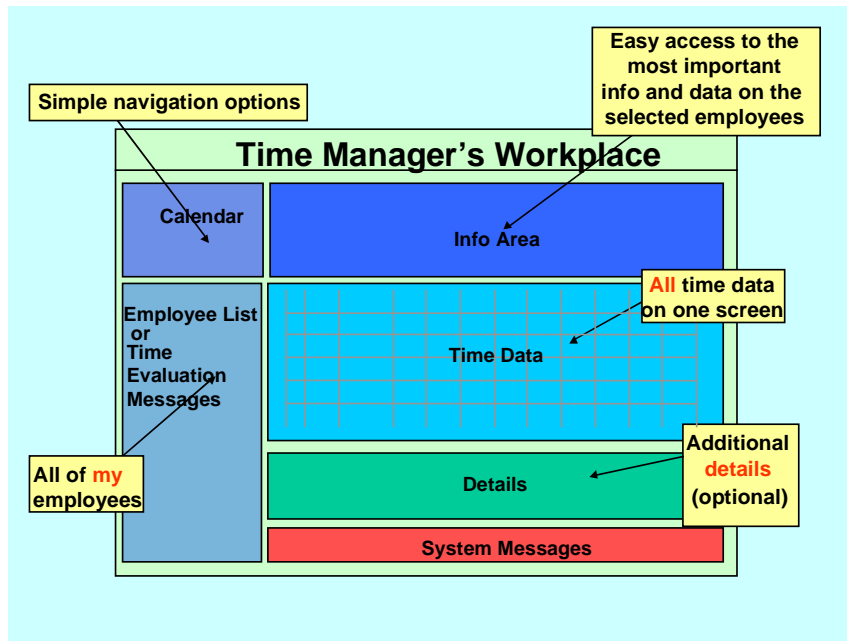 Easy access to the
most important
info and data on the
selected employees
Simple navigation options
Time Manager's Workplace
Calendar
Info Area
All time data
on one screen
Employee List
or
Time
Evaluation
Messages
Time Data
All of my
employees
Additional
details
(optional)
Details
System Messages